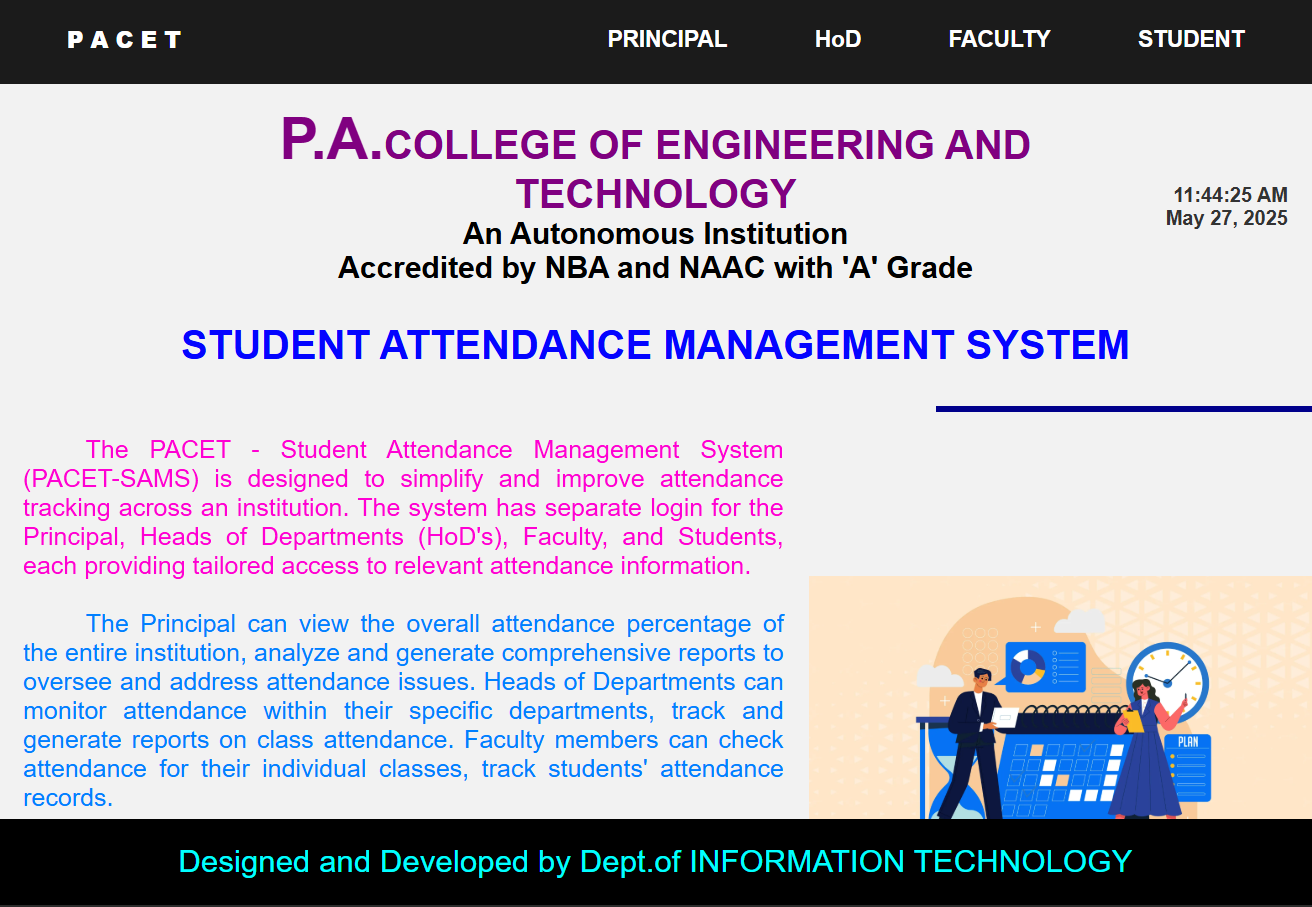 PACET
PRINCIPAL
HoD
FACULTY
STUDENT
P.A.COLLEGE OF ENGINEERING AND
TECHNOLOGY
An Autonomous Institution
Accredited by NBA and NAAC with 'A' Grade
11:44:25 AM
May 27, 2025
STUDENT ATTENDANCE MANAGEMENT SYSTEM
The PACET - Student Attendance Management System
(PACET-SAMS) is designed to simplify and improve attendance
tracking across an institution. The system has separate login for the
Principal, Heads of Departments (HoD's), Faculty, and Students,
each providing tailored access to relevant attendance information.
The Principal can view the overall attendance percentage of
the entire institution, analyze and generate comprehensive reports to
oversee and address attendance issues. Heads of Departments can
monitor attendance within their specific departments, track and
generate reports on class attendance. Faculty members can check
attendance for their individual classes, track students' attendance
records.
PLAN
Designed and Developed by Dept.of INFORMATION TECHNOLOGY